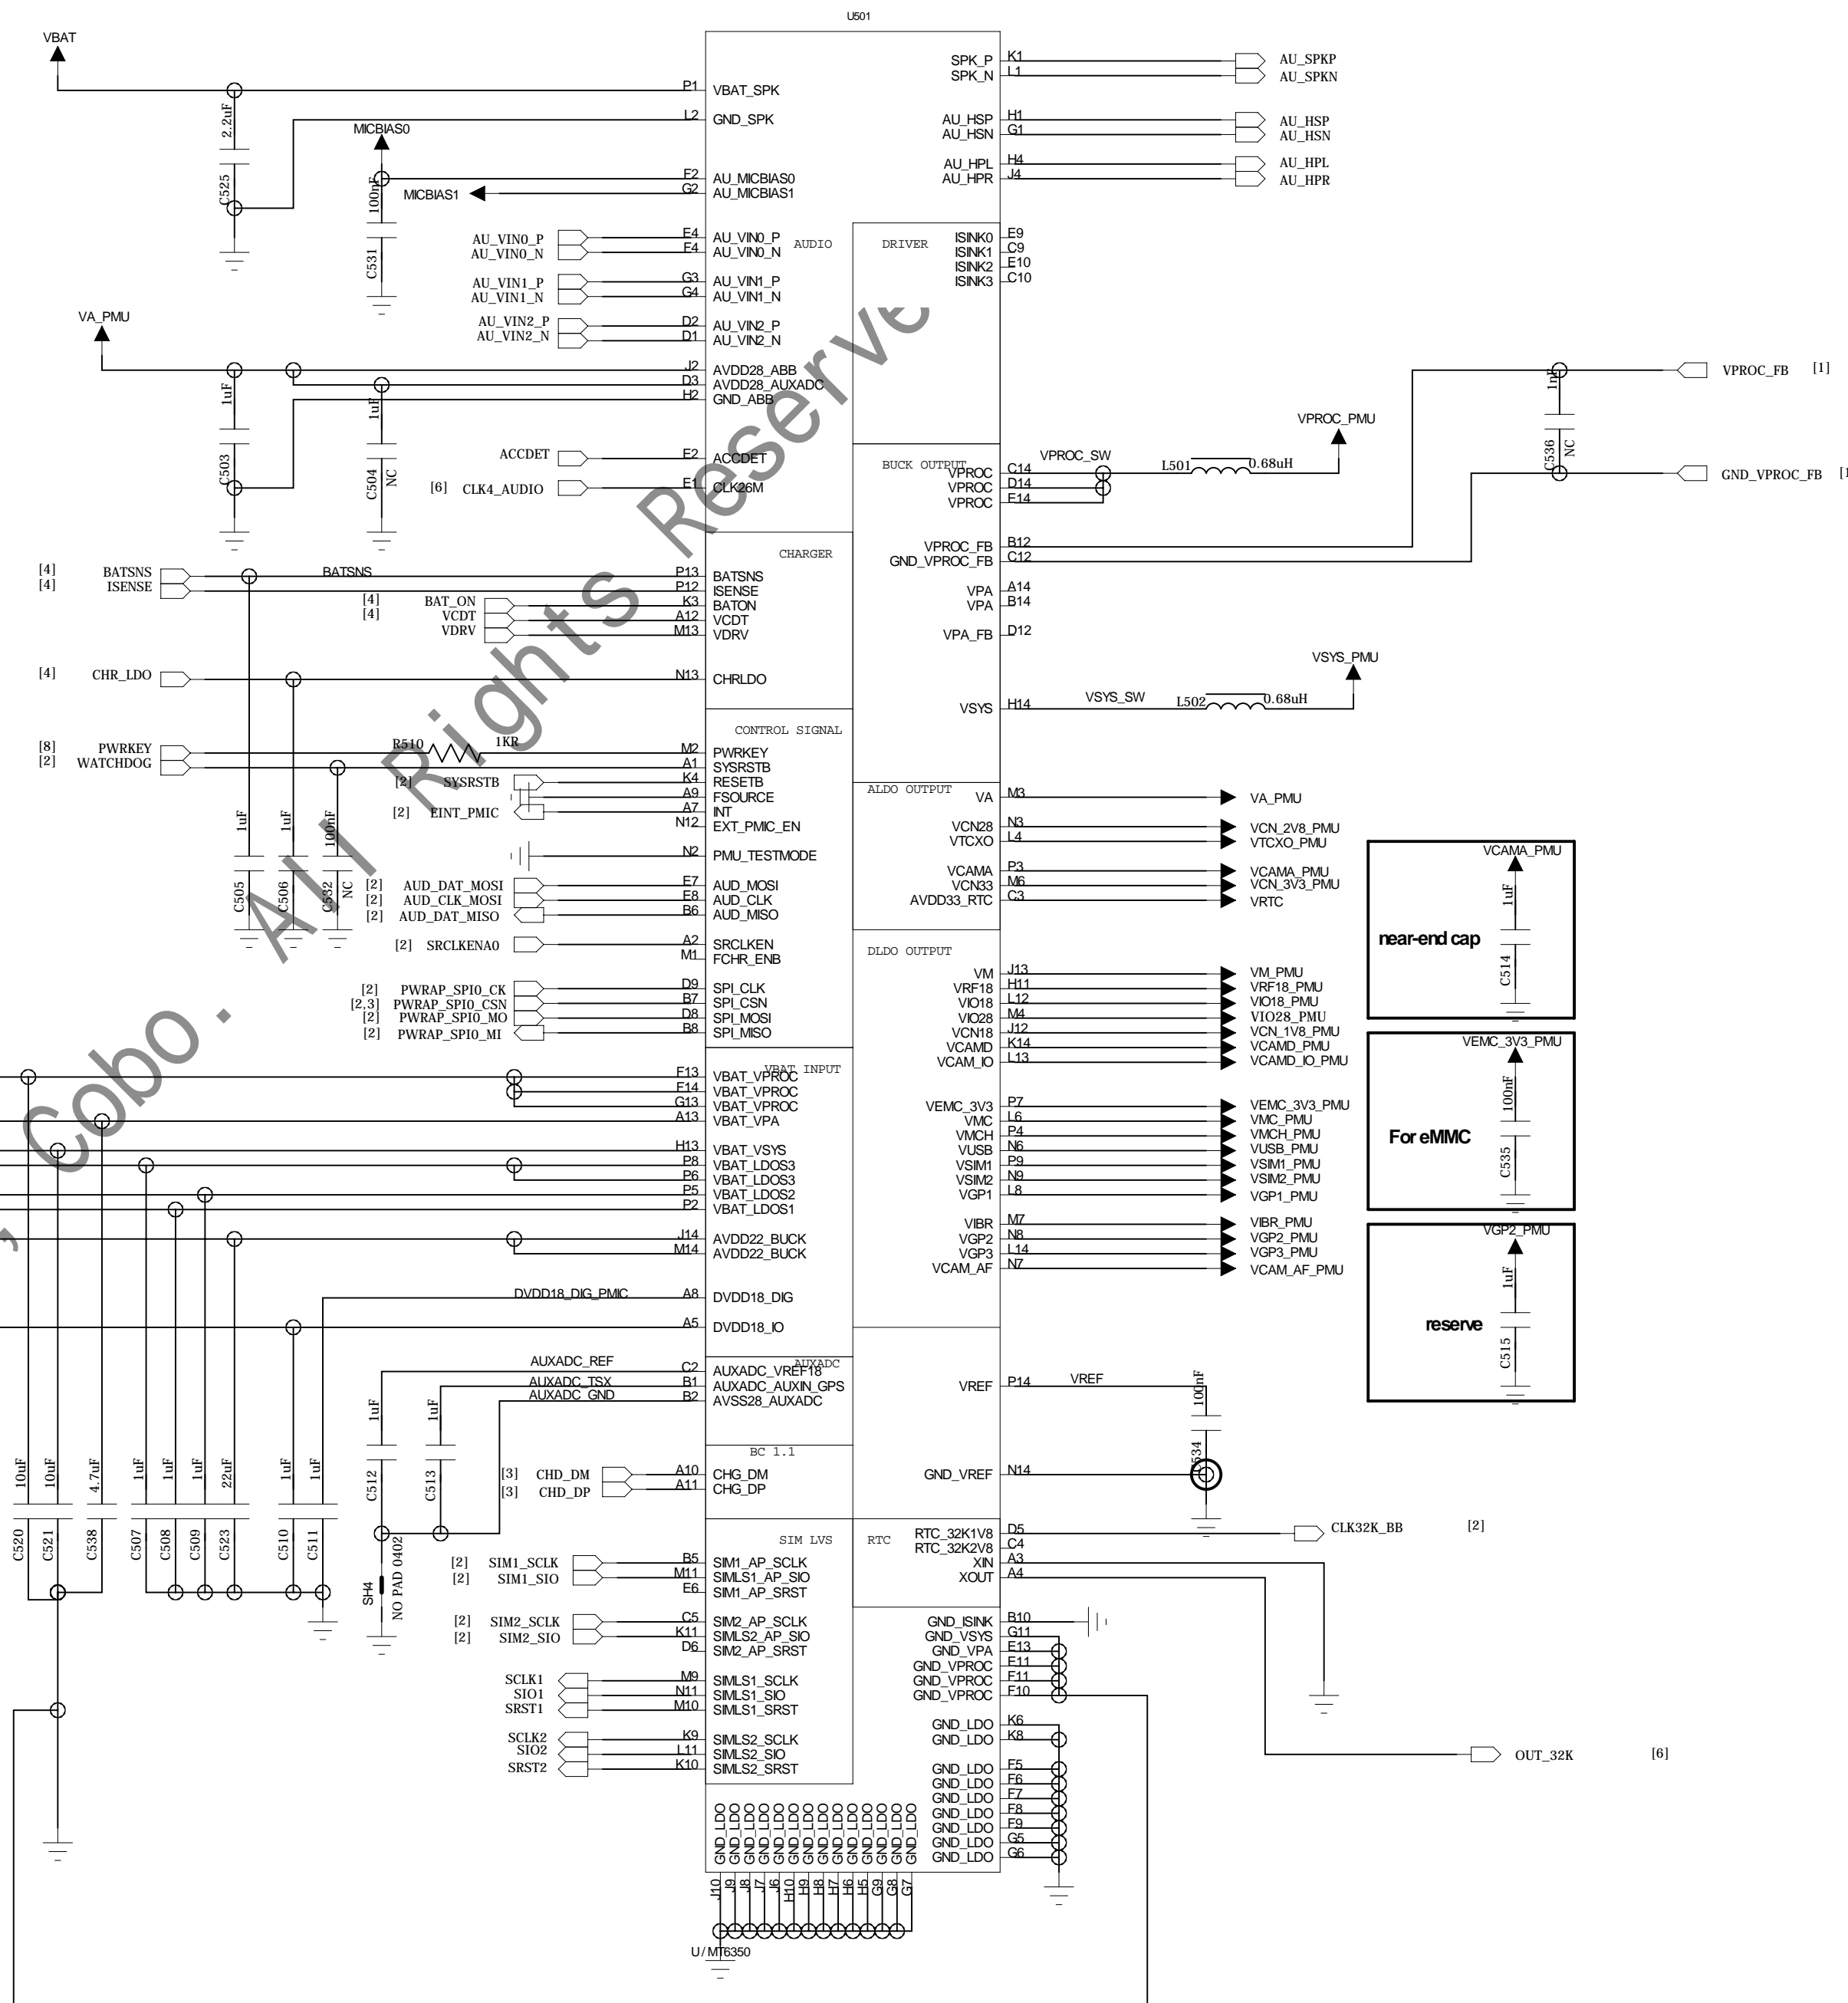 U501
VBAT
2.2uF
C525
P1 VBAT_SPK
L2 GND_SPK
MICBIAS0
100nF
C531
MICBIAS1
F2 AU_MICBIAS0
G2 AU_MICBIAS1
AU_VIN0_P E4 AU_VIN0_P
AU_VIN0_N F4 AU_VIN0_N
AU_VIN1_P G3 AU_VIN1_P
AU_VIN1_N G4 AU_VIN1_N
AU_VIN2_P D2 AU_VIN2_P
AU_VIN2_N D1 AU_VIN2_N
AUDIO
VA_PMU
J2 AVDD28_ABB
D3 AVDD28_AUXADC
H2 GND_ABB
1uF
C503
1uF
C504
NC
ACCDET E2 ACCDET
[6] CLK4_AUDIO E1 CLK26M
SPK_P K1 AU_SPKP
SPK_N L1 AU_SPKN
AU_HSP H1 AU_HSP
AU_HSN G1 AU_HSN
AU_HPL H4 AU_HPL
AU_HPR J4 AU_HPR
DRIVER
ISINK0 E9
ISINK1 C9
ISINK2 E10
ISINK3 C10
BUCK OUTPUT
VPROC C14
VPROC D14
VPROC E14
VPROC_SW
L501 0.68uH
VPROC_PMU
1nF
C536
NC
VPROC_FB [1]
GND_VPROC_FB [1
VPROC_FB B12
GND_VPROC_FB C12
VPA A14
VPA B14
VPA_FB D12
VSYS H14
VSYS_SW
L502 0.68uH
VSYS_PMU
CHARGER
[4] BATSNS BATSNS P13 BATSNS
[4] ISENSE P12 ISENSE
[4] BAT_ON K3 BATON
[4] VCDT A12 VCDT
VDRV M13 VDRV
[4] CHR_LDO N13 CHRLDO
CONTROL SIGNAL
[8] PWRKEY R510 1KR M2 PWRKEY
[2] WATCHDOG A1 SYSRSTB
[2] SYSRSTB K4 RESETB
A9 FSOURCE
[2] EINT_PMIC A7 INT
N12 EXT_PMIC_EN
N2 PMU_TESTMODE
1uF
C505
1uF
C506
100nF
C532
NC
[2] AUD_DAT_MOSI E7 AUD_MOSI
[2] AUD_CLK_MOSI E8 AUD_CLK
[2] AUD_DAT_MISO B6 AUD_MISO
[2] SRCLKENA0 A2 SRCLKEN
M1 FCHR_ENB
[2] PWRAP_SPI0_CK D9 SPI_CLK
[2,3] PWRAP_SPI0_CSN B7 SPI_CSN
[2] PWRAP_SPI0_MO D8 SPI_MOSI
[2] PWRAP_SPI0_MI B8 SPI_MISO
ALDO OUTPUT
VA M3 VA_PMU
VCN28 N3 VCN_2V8_PMU
VTCXO L4 VTCXO_PMU
VCAMA P3 VCAMA_PMU
VCN33 M6 VCN_3V3_PMU
AVDD33_RTC C3 VRTC
DLDO OUTPUT
VM J13 VM_PMU
VRF18 H11 VRF18_PMU
VIO18 L12 VIO18_PMU
VIO28 M4 VIO28_PMU
VCN18 J12 VCN_1V8_PMU
VCAMD K14 VCAMD_PMU
VCAM_IO L13 VCAMD_IO_PMU
VEMC_3V3 P7 VEMC_3V3_PMU
VMC L6 VMC_PMU
VMCH P4 VMCH_PMU
VUSB N6 VUSB_PMU
VSIM1 P9 VSIM1_PMU
VSIM2 N9 VSIM2_PMU
VGP1 L8 VGP1_PMU
VIBR M7 VIBR_PMU
VGP2 N8 VGP2_PMU
VGP3 L14 VGP3_PMU
VCAM_AF N7 VCAM_AF_PMU
VCAMA_PMU
1uF
near-end cap
C514
VEMC_3V3_PMU
100nF
For eMMC
C535
VGP2_PMU
1uF
reserve
C515
VBAT INPUT
F13 VBAT_VPROC
F14 VBAT_VPROC
G13 VBAT_VPROC
A13 VBAT_VPA
H13 VBAT_VSYS
P8 VBAT_LDOS3
P6 VBAT_LDOS3
P5 VBAT_LDOS2
P2 VBAT_LDOS1
J14 AVDD22_BUCK
M14 AVDD22_BUCK
DVDD18_DIG_PMIC A8 DVDD18_DIG
A5 DVDD18_IO
AUXADC
AUXADC_REF C2 AUXADC_VREF18
AUXADC_TSX B1 AUXADC_AUXIN_GPS
AUXADC_GND B2 AVSS28_AUXADC
10uF
C520
10uF
C521
4.7uF
C538
1uF
C507
1uF
C508
1uF
C509
22uF
C523
1uF
C510
1uF
C511
1uF
C512
1uF
C513
SH4
NO PAD 0402
BC 1.1
[3] CHD_DM A10 CHG_DM
[3] CHD_DP A11 CHG_DP
VREF P14 VREF
100nF
C534
GND_VREF N14
SIM LVS
[2] SIM1_SCLK B5 SIM1_AP_SCLK
[2] SIM1_SIO M11 SIMLS1_AP_SIO
E6 SIM1_AP_SRST
[2] SIM2_SCLK C5 SIM2_AP_SCLK
[2] SIM2_SIO K11 SIMLS2_AP_SIO
D6 SIM2_AP_SRST
SCLK1 M9 SIMLS1_SCLK
SIO1 N11 SIMLS1_SIO
SRST1 M10 SIMLS1_SRST
SCLK2 K9 SIMLS2_SCLK
SIO2 L11 SIMLS2_SIO
SRST2 K10 SIMLS2_SRST
RTC
RTC_32K1V8 D5 CLK32K_BB [2]
RTC_32K2V8 C4
XIN A3
XOUT A4
OUT_32K [6]
GND_ISINK B10
GND_VSYS G11
GND_VPA E13
GND_VPROC E11
GND_VPROC F11
GND_VPROC F10
GND_LDO K6
GND_LDO K8
GND_LDO F5
GND_LDO F6
GND_LDO F7
GND_LDO F8
GND_LDO F9
GND_LDO G5
GND_LDO G6
GND_LDO J10
GND_LDO J9
GND_LDO J8
GND_LDO J7
GND_LDO J6
GND_LDO H10
GND_LDO H9
GND_LDO H8
GND_LDO H7
GND_LDO H6
GND_LDO H5
GND_LDO G9
GND_LDO G8
GND_LDO G7
U/MT6350
, Cobo. All Rights Reserve